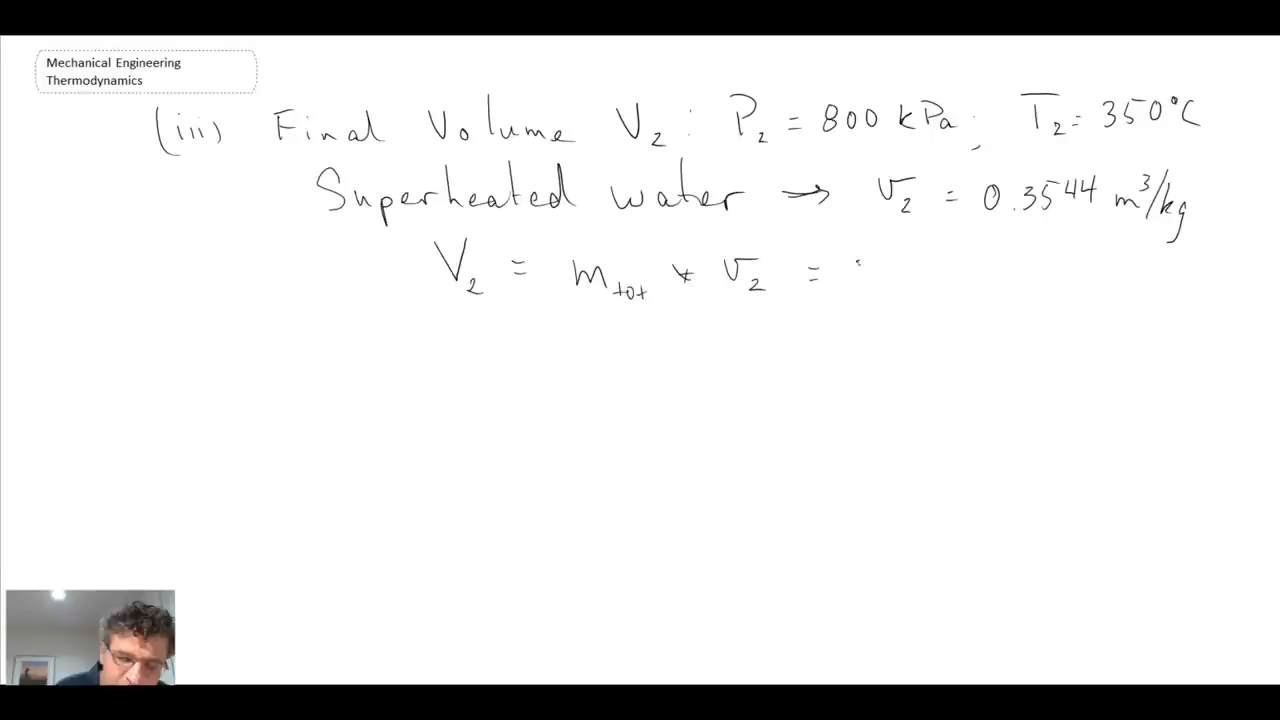 Mechanical Engineering
Thermodynamics
(iii) Final Volume V₂ : P₂ = 800 kPa ; T₂ = 350°C
Superheated water → v₂ = 0.3544 m³/kg
V₂ = m_tot * v₂ =